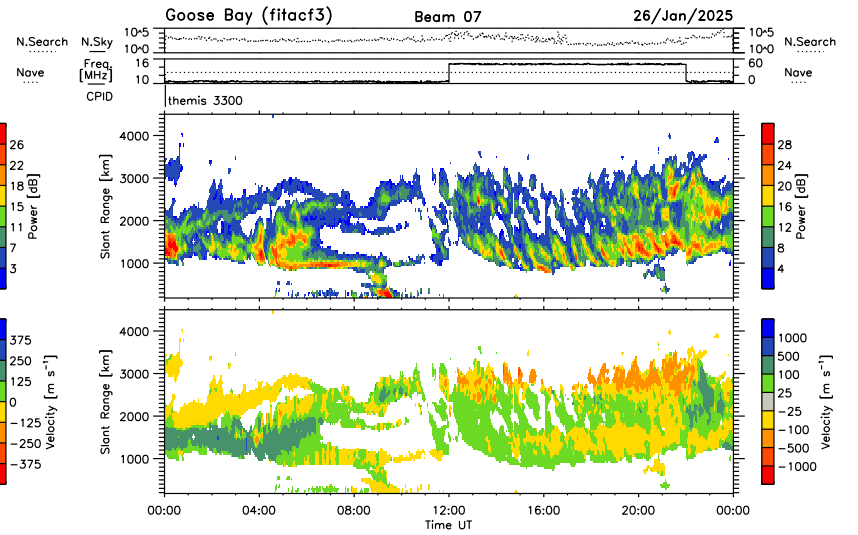 Goose Bay (fitacf3) Beam 07 26/Jan/2025
N.Search N.Sky 10^5 10^0 10^5 10^0 N.Search
Nave Freq. [MHz] 16 10 60 0 Nave
CPID themis 3300
Power [dB] 26 22 18 15 11 7 3
Slant Range [km] 4000 3000 2000 1000
28 24 20 16 12 8 4 Power [dB]
Velocity [m s⁻¹] 375 250 125 0 −125 −250 −375
Slant Range [km] 4000 3000 2000 1000
1000 500 100 25 −25 −100 −500 −1000 Velocity [m s⁻¹]
00:00 04:00 08:00 12:00 16:00 20:00 00:00
Time UT